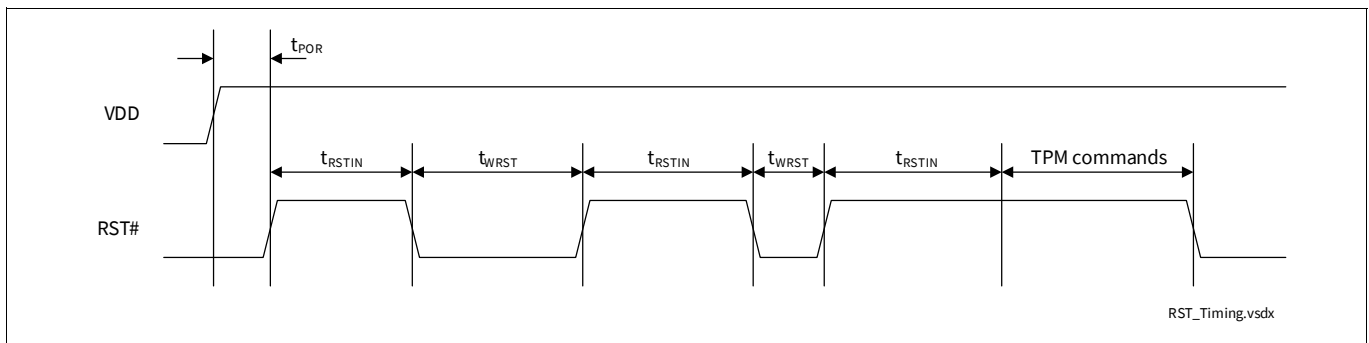 tPOR
VDD
tRSTIN tWRST tRSTIN tWRST tRSTIN TPM commands
RST#
RST_Timing.vsdx